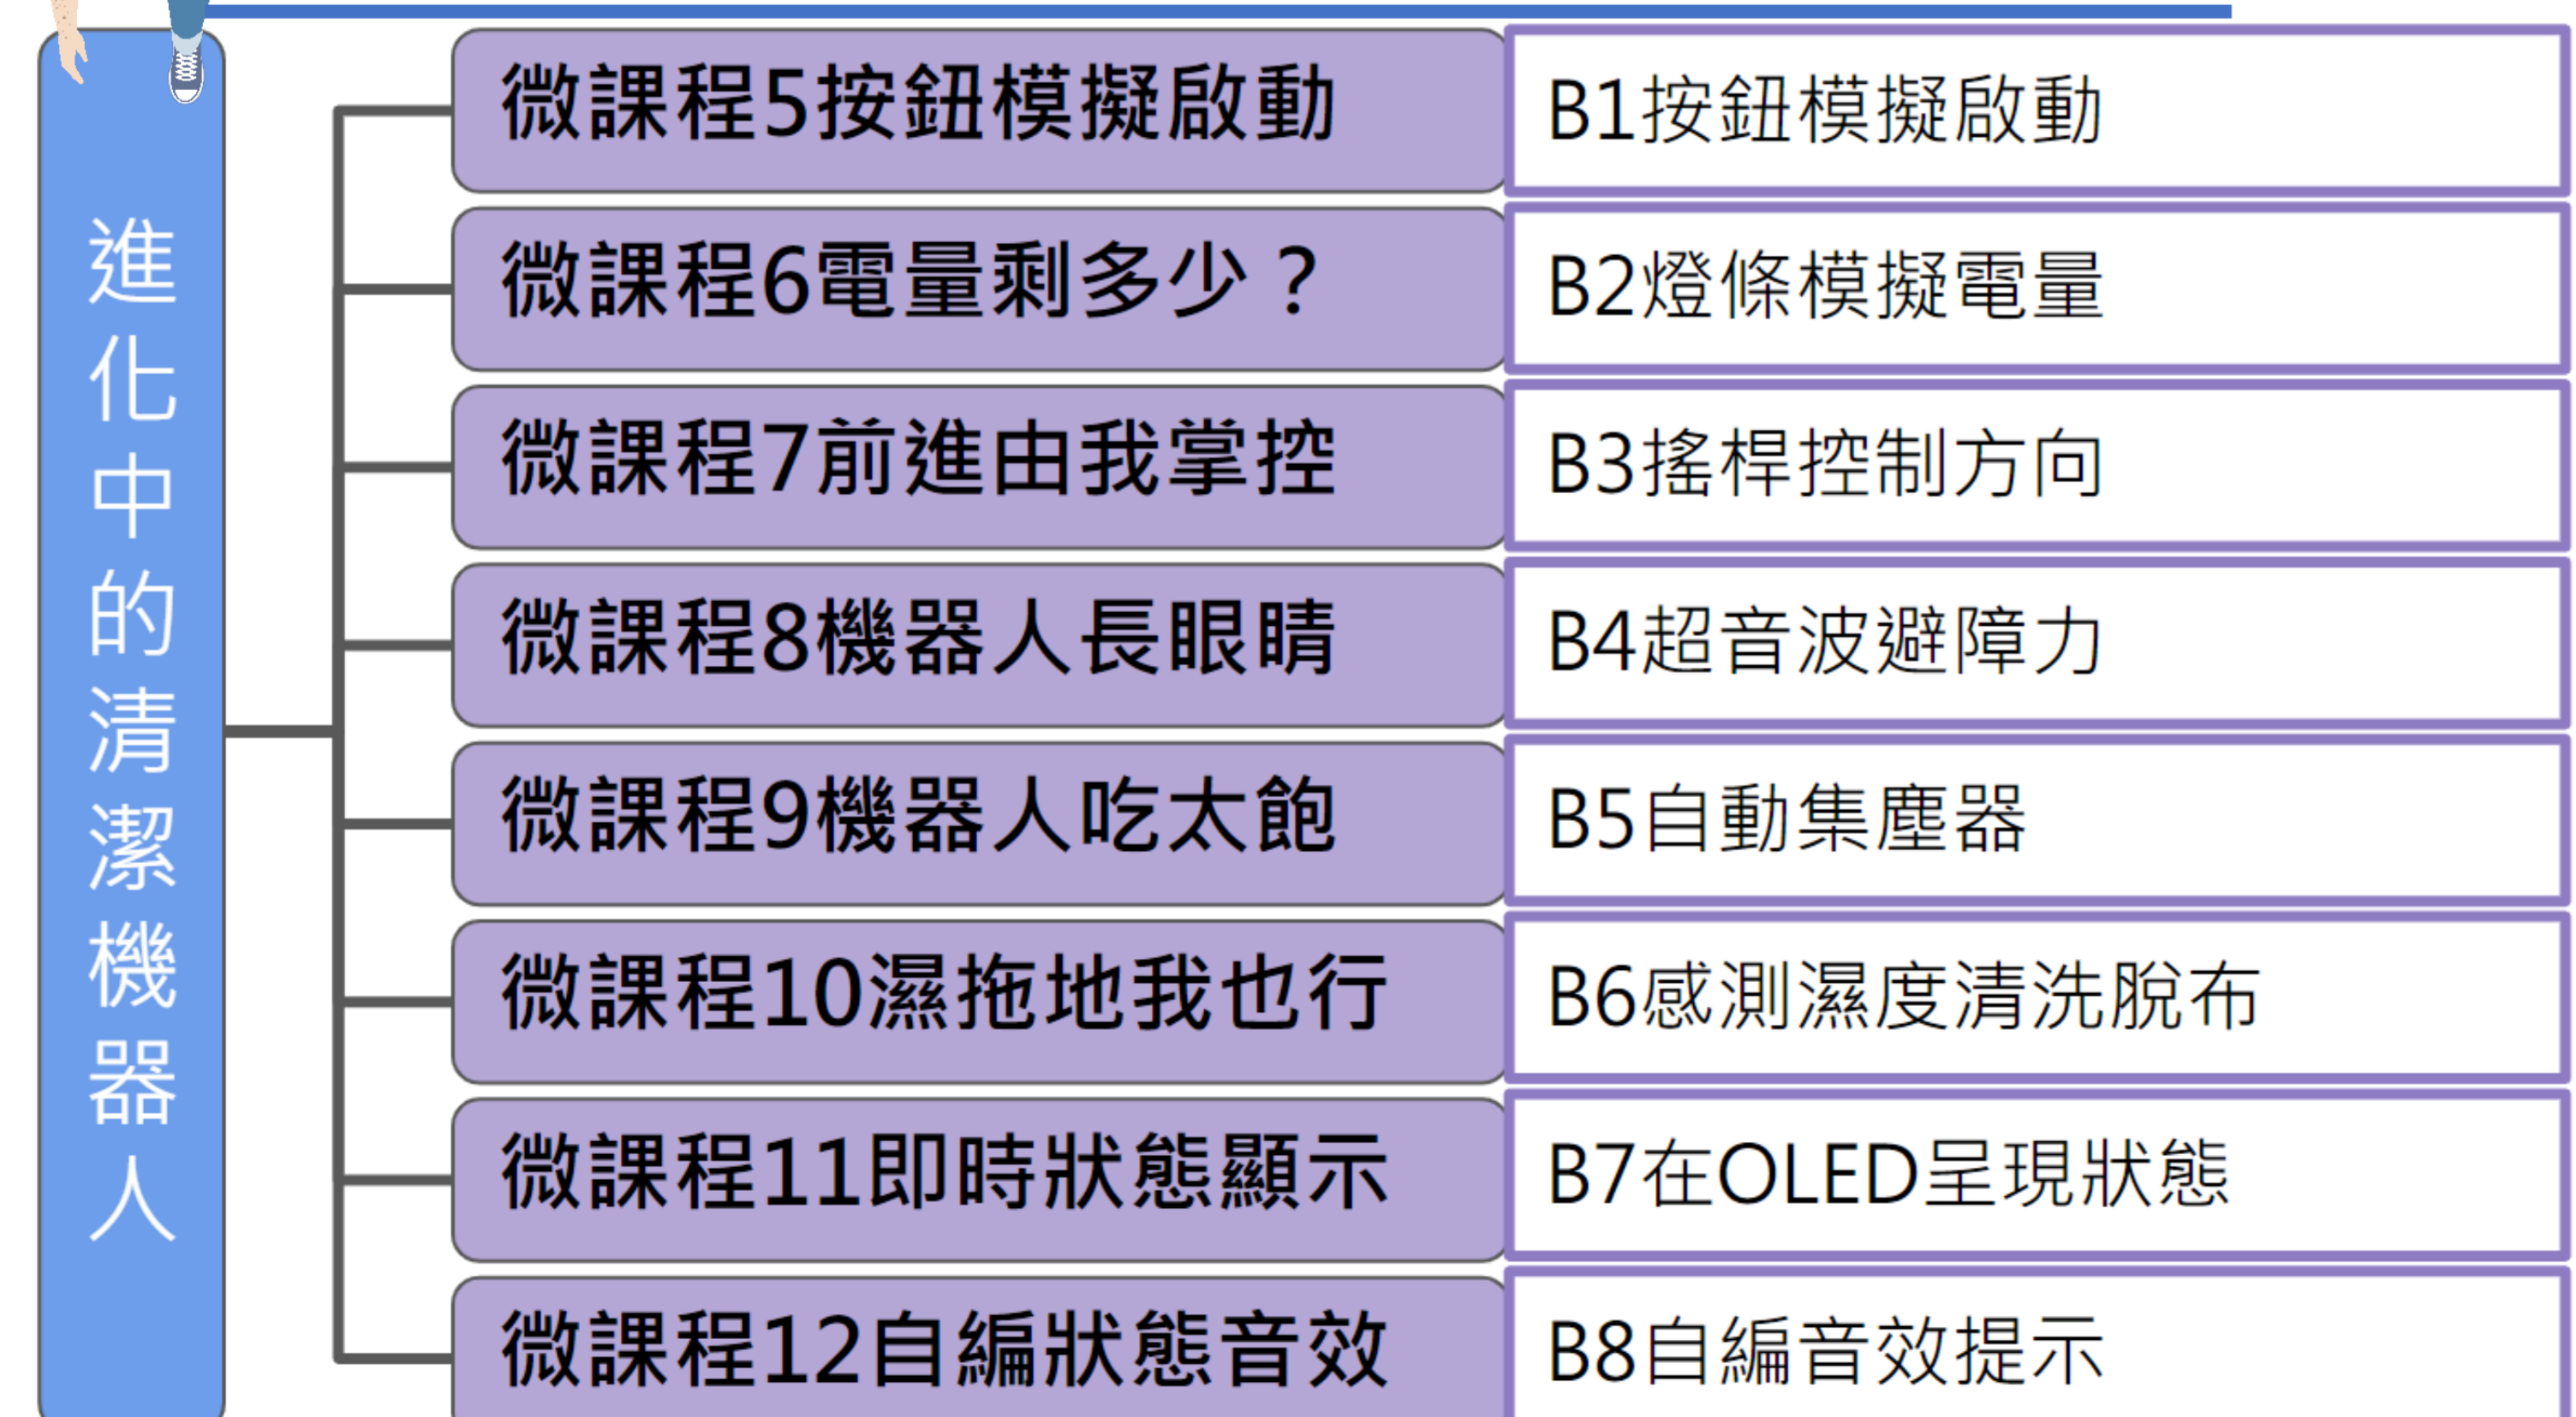 進化中的清潔機器人
微課程5按鈕模擬啟動
B1按鈕模擬啟動
微課程6電量剩多少？
B2燈條模擬電量
微課程7前進由我掌控
B3搖桿控制方向
微課程8機器人長眼睛
B4超音波避障力
微課程9機器人吃太飽
B5自動集塵器
微課程10濕拖地我也行
B6感測濕度清洗脫布
微課程11即時狀態顯示
B7在OLED呈現狀態
微課程12自編狀態音效
B8自編音效提示